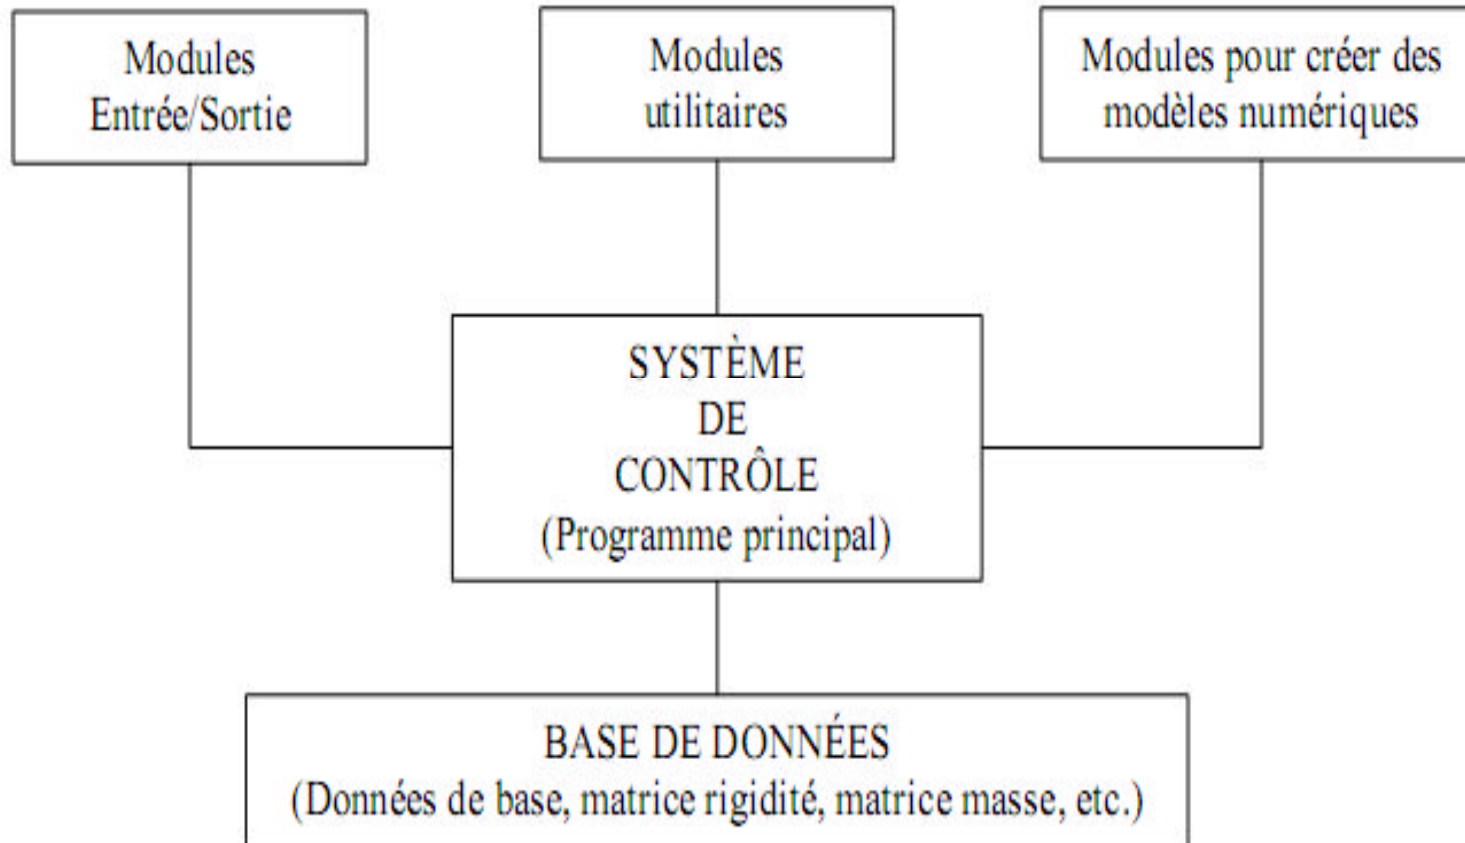 Modules
Entrée/Sortie
Modules
utilitaires
Modules pour créer des
modèles numériques
SYSTÈME
DE
CONTRÔLE
(Programme principal)
BASE DE DONNÉES
(Données de base, matrice rigidité, matrice masse, etc.)